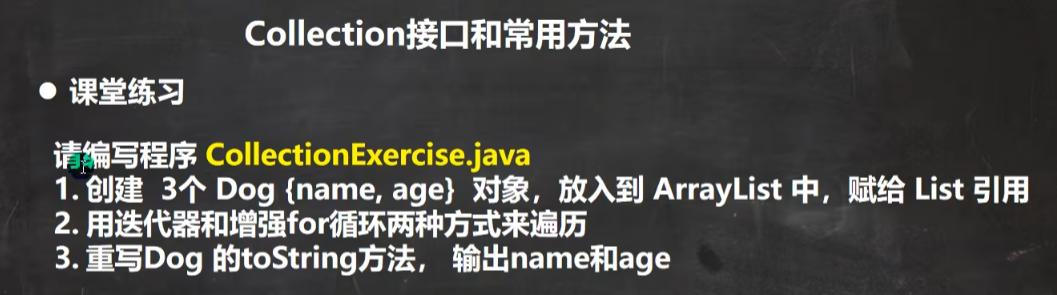 Collection接口和常用方法
● 课堂练习
请编写程序 CollectionExercise.java
1. 创建 3个 Dog {name, age} 对象，放入到 ArrayList 中，赋给 List 引用
2. 用迭代器和增强for循环两种方式来遍历
3. 重写Dog 的toString方法， 输出name和age